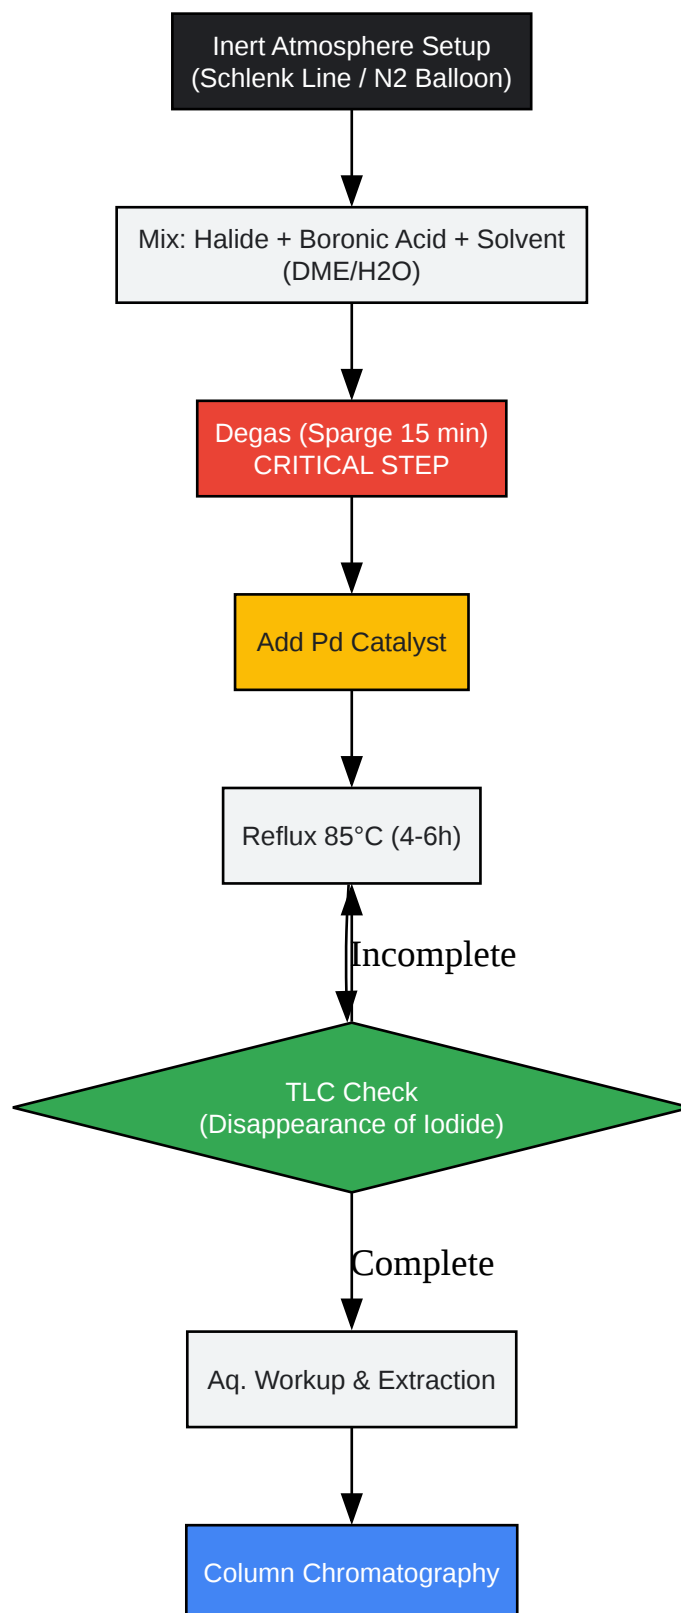 Inert Atmosphere Setup
(Schlenk Line / N2 Balloon)
Mix: Halide + Boronic Acid + Solvent
(DME/H2O)
Degas (Sparge 15 min)
CRITICAL STEP
Add Pd Catalyst
Reflux 85°C (4-6h)
Incomplete
TLC Check
(Disappearance of Iodide)
Complete
Aq. Workup & Extraction
Column Chromatography